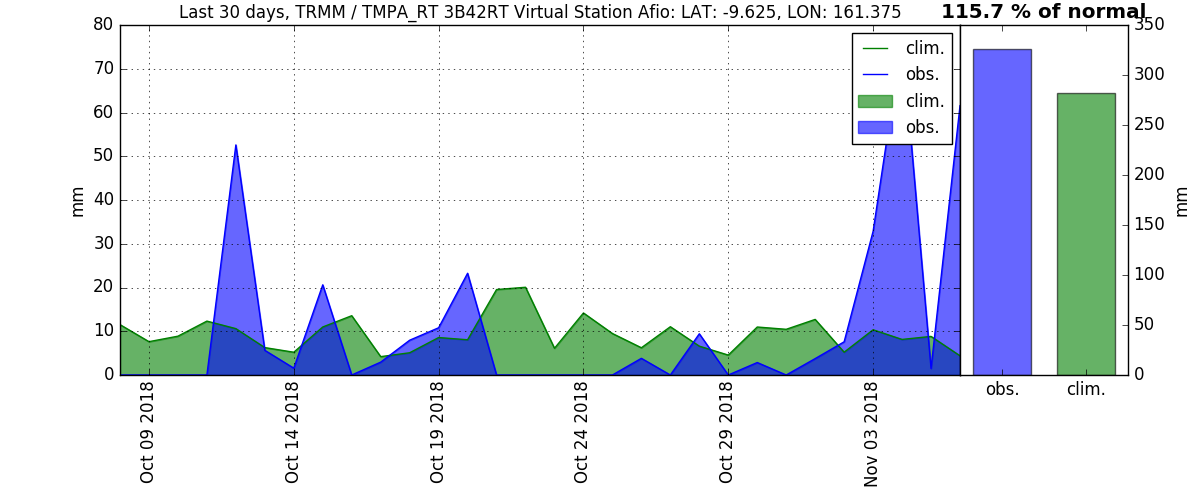 Last 30 days, TRMM / TMPA_RT 3B42RT Virtual Station Afio: LAT: -9.625, LON: 161.375
115.7 % of normal
80
70
60
50
40
30
20
10
0
mm
clim.
obs.
clim.
obs.
Oct 09 2018
Oct 14 2018
Oct 19 2018
Oct 24 2018
Oct 29 2018
Nov 03 2018
350
300
250
200
150
100
50
0
mm
obs.
clim.